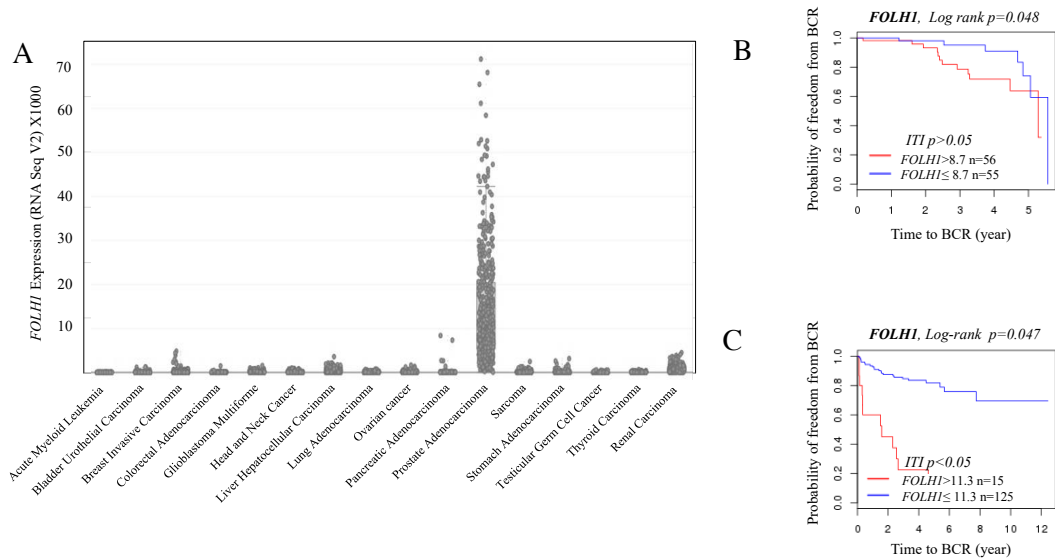 A
FOLH1 Expression (RNA Seq V2) X1000
70
60
50
40
30
20
10
Acute Myeloid Leukemia
Bladder Urothelial Carcinoma
Breast Invasive Carcinoma
Colorectal Adenocarcinoma
Glioblastoma Multiforme
Head and Neck Cancer
Liver Hepatocellular Carcinoma
Lung Adenocarcinoma
Ovarian cancer
Pancreatic Adenocarcinoma
Prostate Adenocarcinoma
Sarcoma
Stomach Adenocarcinoma
Testicular Germ Cell Cancer
Thyroid Carcinoma
Renal Carcinoma
B
FOLH1, Log rank p=0.048
Probability of freedom from BCR
1.0
0.8
0.6
0.4
0.2
0.0
ITI p>0.05
FOLH1>8.7 n=56
FOLH1≤ 8.7 n=55
0 1 2 3 4 5
Time to BCR (year)
C
FOLH1, Log-rank p=0.047
Probability of freedom from BCR
1.0
0.8
0.6
0.4
0.2
0.0
ITI p<0.05
FOLH1>11.3 n=15
FOLH1≤ 11.3 n=125
0 2 4 6 8 10 12
Time to BCR (year)